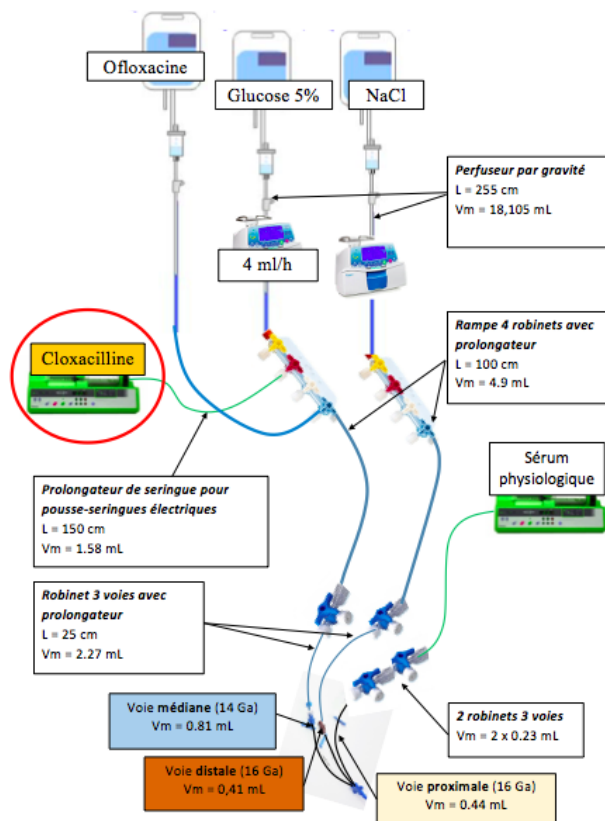 Ofloxacine
Glucose 5%
NaCl
Perfuseur par gravité
L = 255 cm
Vm = 18,105 mL
4 ml/h
Cloxacilline
Rampe 4 robinets avec
prolongateur
L = 100 cm
Vm = 4.9 mL
Sérum
physiologique
Prolongateur de seringue pour
pousse-seringues électriques
L = 150 cm
Vm = 1.58 mL
Robinet 3 voies avec
prolongateur
L = 25 cm
Vm = 2.27 mL
Voie médiane (14 Ga)
Vm = 0.81 mL
2 robinets 3 voies
Vm = 2 x 0.23 mL
Voie distale (16 Ga)
Vm = 0,41 mL
Voie proximale (16 Ga)
Vm = 0.44 mL